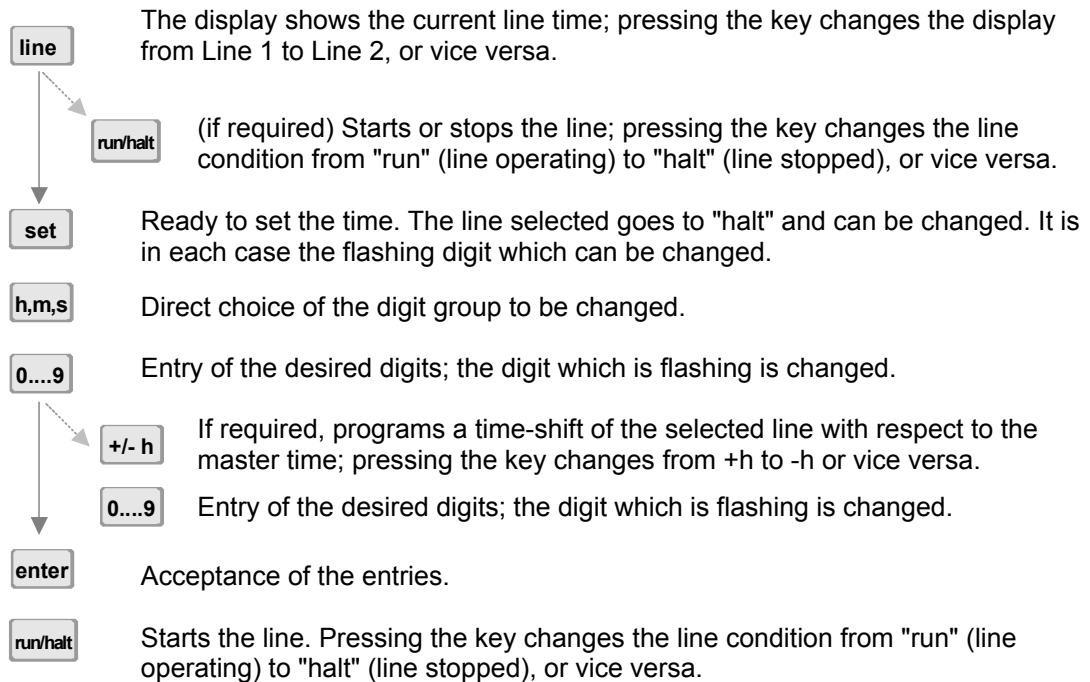 The display shows the current line time; pressing the key changes the display
line
from Line 1 to Line 2, or vice versa.
run/halt
(if required) Starts or stops the line; pressing the key changes the line
condition from "run" (line operating) to "halt" (line stopped), or vice versa.
set
Ready to set the time. The line selected goes to "halt" and can be changed. It is
in each case the flashing digit which can be changed.
h,m,s
Direct choice of the digit group to be changed.
0....9
Entry of the desired digits; the digit which is flashing is changed.
+/- h
If required, programs a time-shift of the selected line with respect to the
master time; pressing the key changes from +h to -h or vice versa.
0....9
Entry of the desired digits; the digit which is flashing is changed.
enter
Acceptance of the entries.
run/halt
Starts the line. Pressing the key changes the line condition from "run" (line
operating) to "halt" (line stopped), or vice versa.